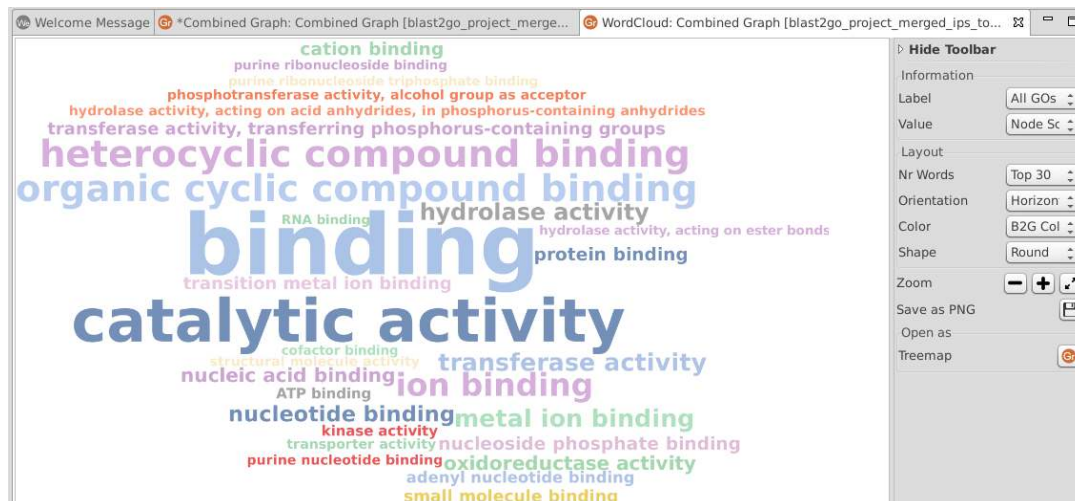 Welcome Message
*Combined Graph: Combined Graph [blast2go_project_merge...
WordCloud: Combined Graph [blast2go_project_merged_ips_to...
cation binding
purine ribonucleoside binding
purine ribonucleoside triphosphate binding
phosphotransferase activity, alcohol group as acceptor
hydrolase activity, acting on acid anhydrides, in phosphorus-containing anhydrides
transferase activity, transferring phosphorus-containing groups
heterocyclic compound binding
organic cyclic compound binding
hydrolase activity
RNA binding
binding
hydrolase activity, acting on ester bonds
protein binding
transition metal ion binding
catalytic activity
cofactor binding
structural molecule activity
transferase activity
nucleic acid binding
ion binding
ATP binding
nucleotide binding
metal ion binding
kinase activity
transporter activity
nucleoside phosphate binding
purine nucleotide binding
oxidoreductase activity
adenyl nucleotide binding
small molecule binding
Hide Toolbar
Information
Label All GOs
Value Node Sc
Layout
Nr Words Top 30
Orientation Horizon
Color B2G Col
Shape Round
Zoom
Save as PNG
Open as
Treemap Gr